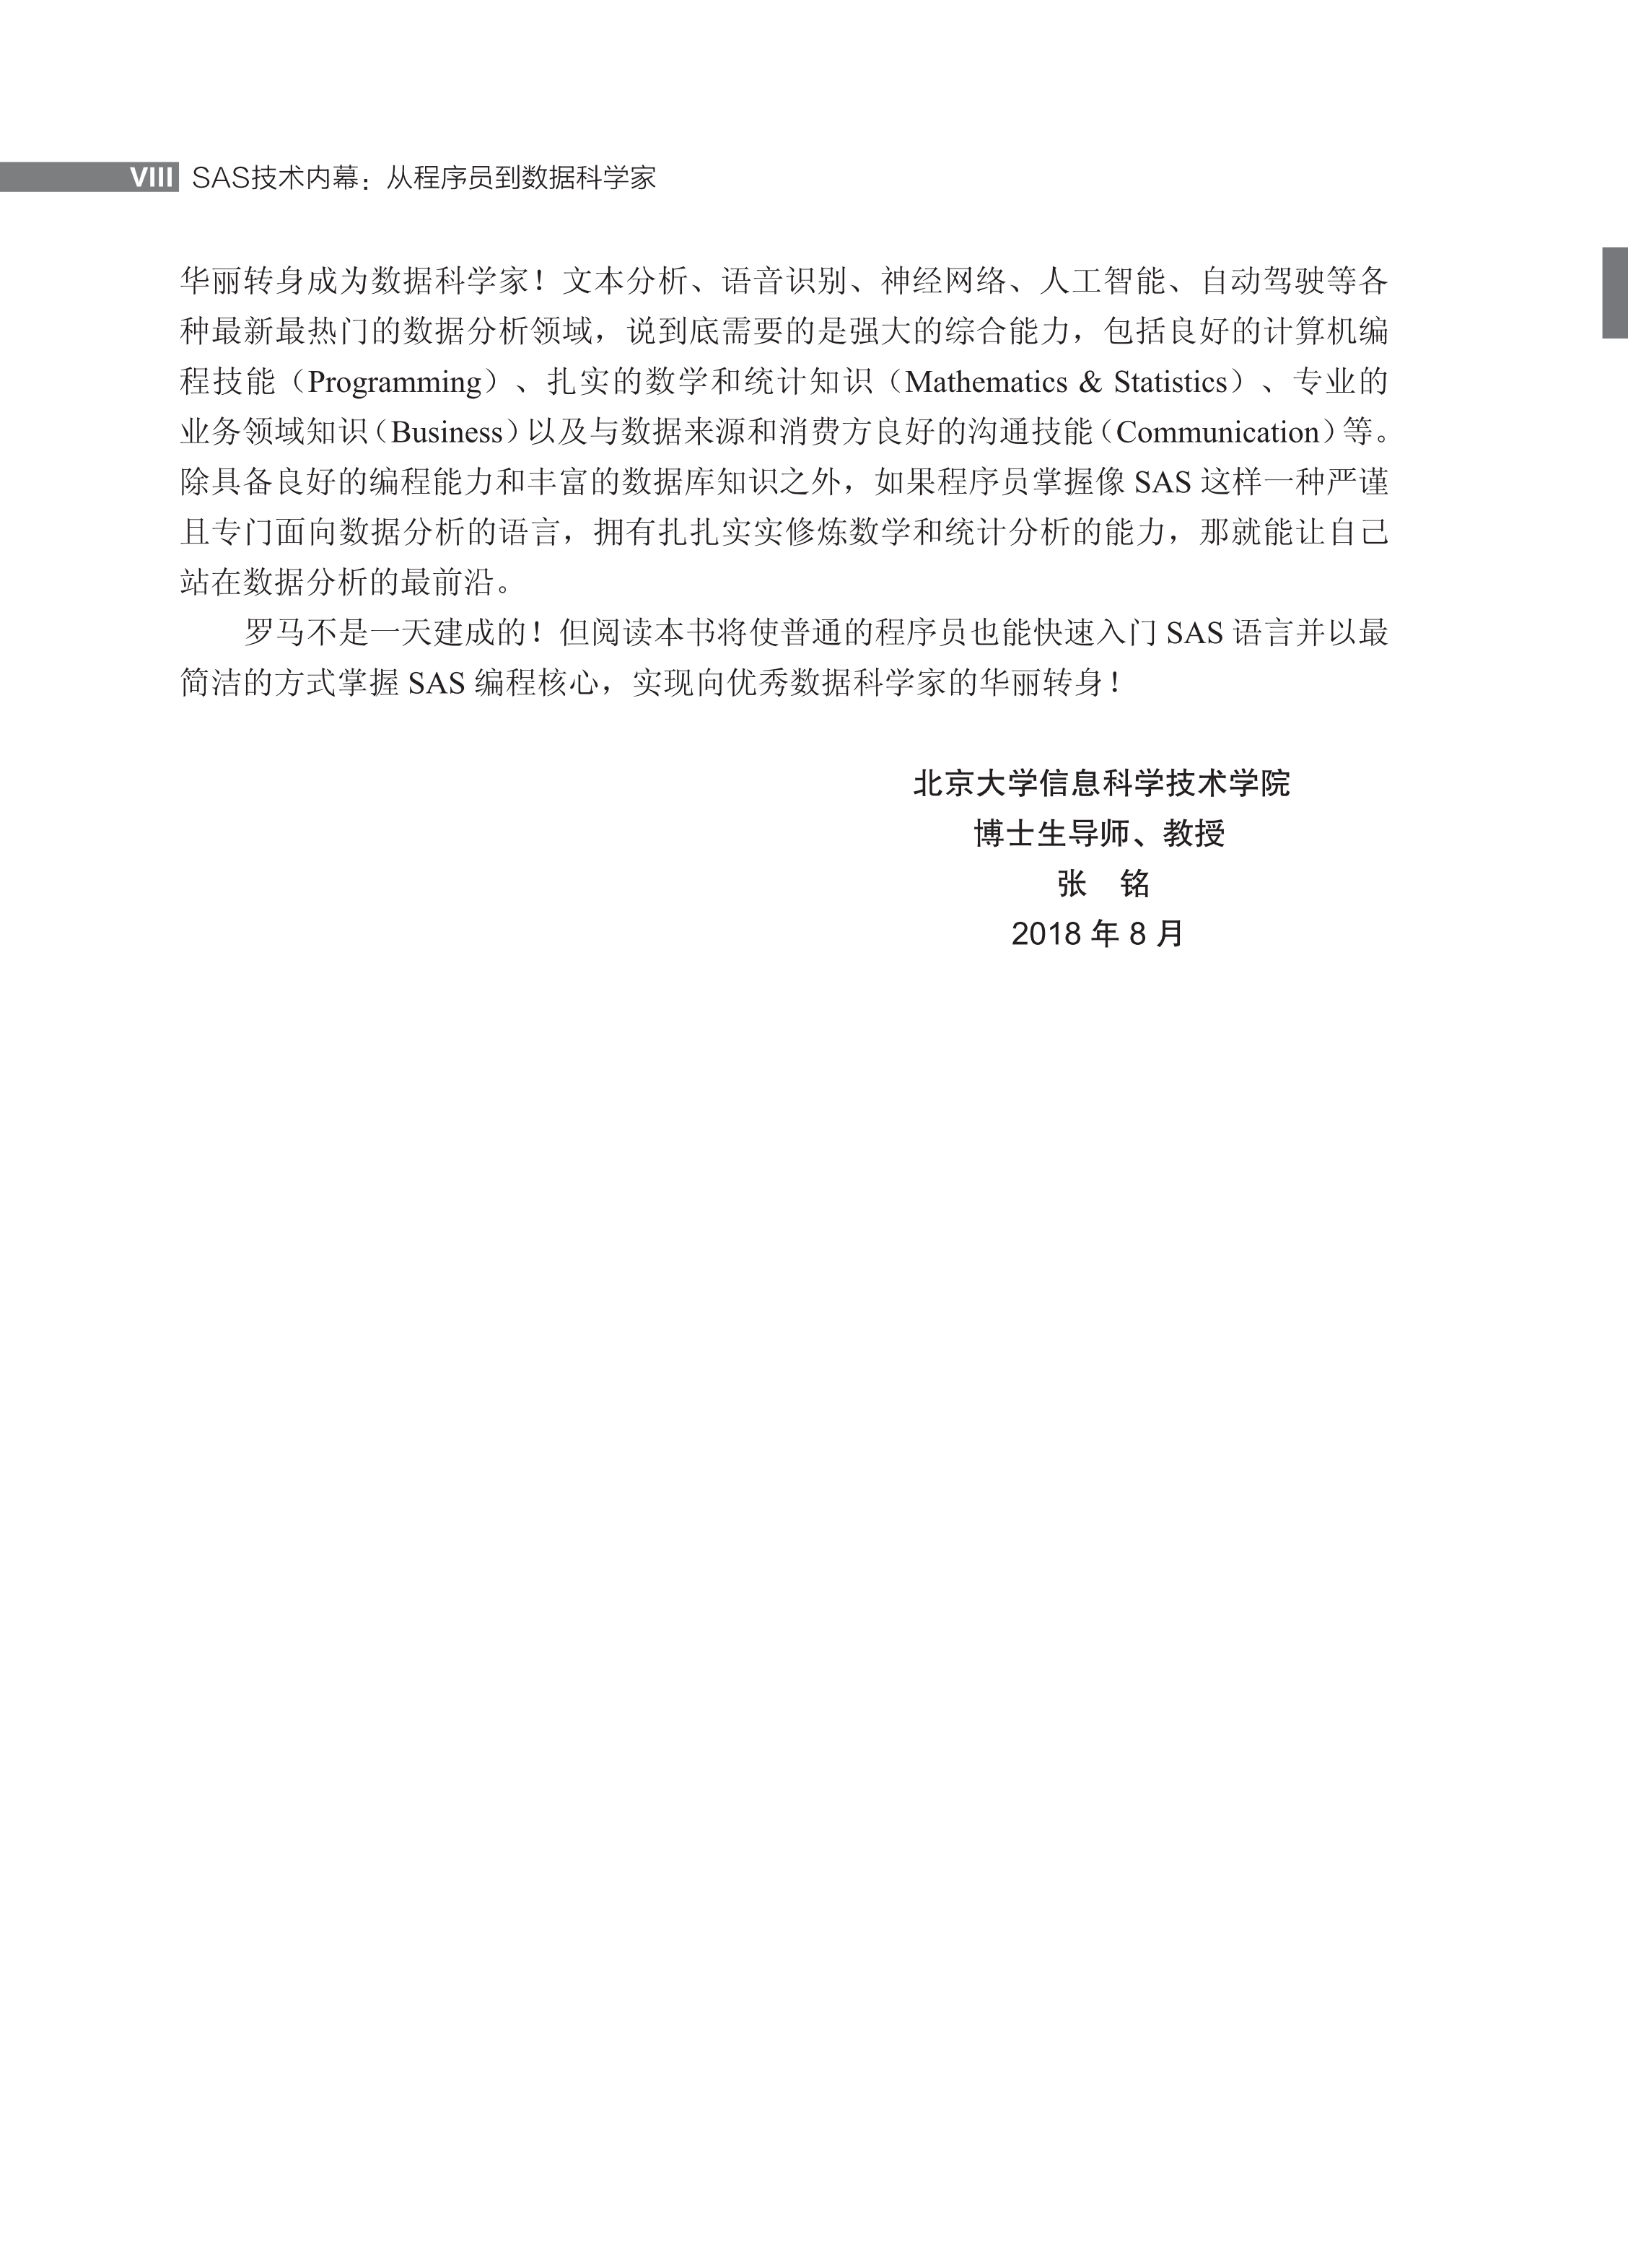 VIII SAS技术内幕：从程序员到数据科学家
华丽转身成为数据科学家！文本分析、语音识别、神经网络、人工智能、自动驾驶等各
种最新最热门的数据分析领域，说到底需要的是强大的综合能力，包括良好的计算机编
程技能（Programming）、扎实的数学和统计知识（Mathematics & Statistics）、专业的
业务领域知识（Business）以及与数据来源和消费方良好的沟通技能（Communication）等。
除具备良好的编程能力和丰富的数据库知识之外，如果程序员掌握像 SAS 这样一种严谨
且专门面向数据分析的语言，拥有扎扎实实修炼数学和统计分析的能力，那就能让自己
站在数据分析的最前沿。
罗马不是一天建成的！但阅读本书将使普通的程序员也能快速入门 SAS 语言并以最
简洁的方式掌握 SAS 编程核心，实现向优秀数据科学家的华丽转身！
北京大学信息科学技术学院
博士生导师、教授
张　铭
2018 年 8 月